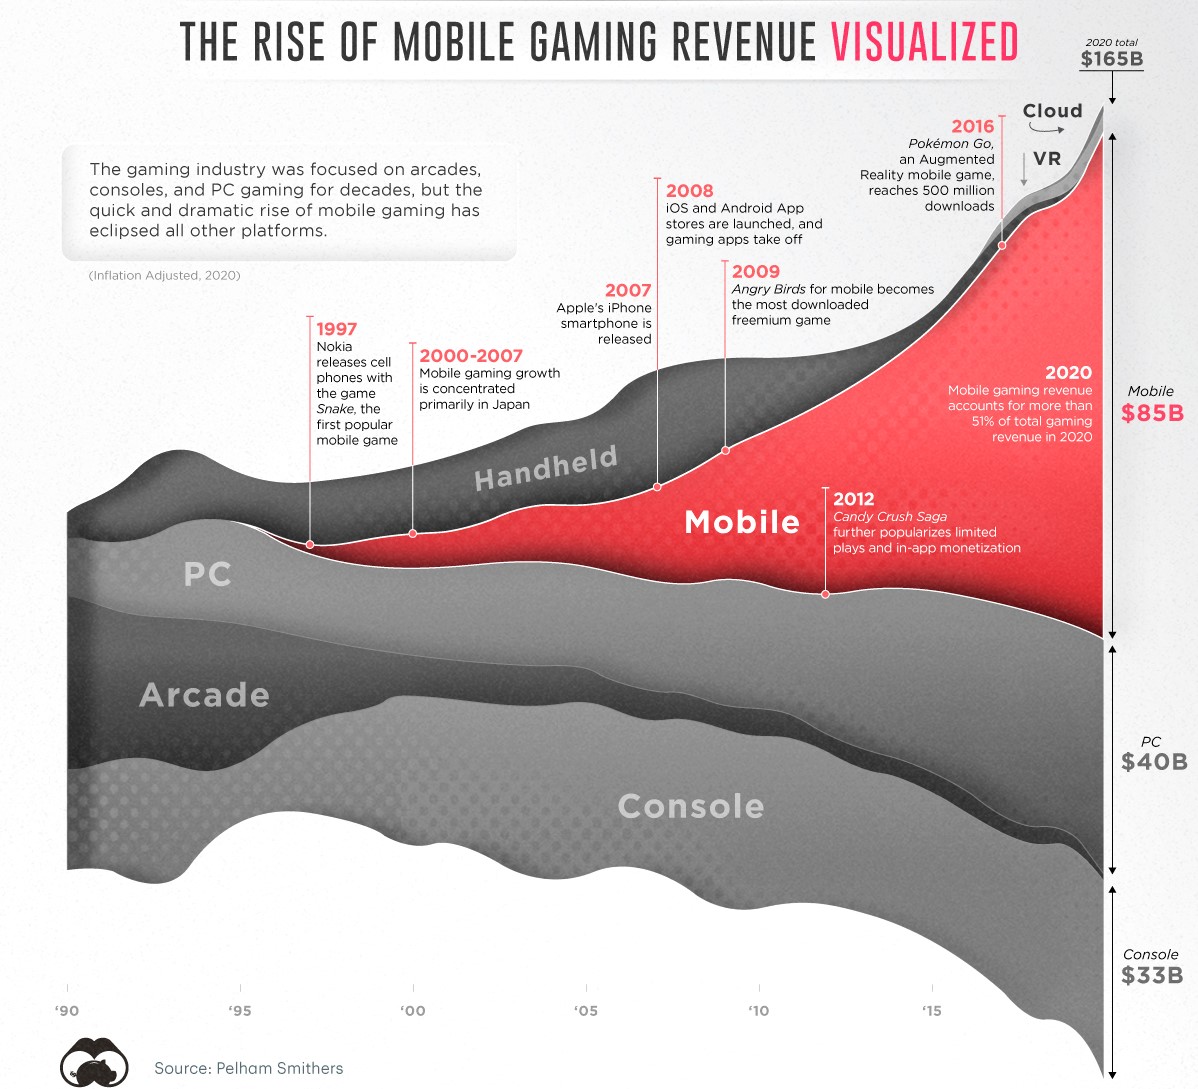 THE RISE OF MOBILE GAMING REVENUE VISUALIZED
2020 total
$165B
The gaming industry was focused on arcades,
consoles, and PC gaming for decades, but the
quick and dramatic rise of mobile gaming has
eclipsed all other platforms.
(Inflation Adjusted, 2020)
1997
Nokia
releases cell
phones with
the game
Snake, the
first popular
mobile game
2000-2007
Mobile gaming growth
is concentrated
primarily in Japan
2007
Apple's iPhone
smartphone is
released
2008
iOS and Android App
stores are launched, and
gaming apps take off
2009
Angry Birds for mobile becomes
the most downloaded
freemium game
2016
Pokémon Go,
an Augmented
Reality mobile game,
reaches 500 million
downloads
Cloud
VR
2020
Mobile gaming revenue
accounts for more than
51% of total gaming
revenue in 2020
Mobile
$85B
Handheld
Mobile
2012
Candy Crush Saga
further popularizes limited
plays and in-app monetization
PC
Arcade
Console
PC
$40B
Console
$33B
'90
'95
'00
'05
'10
'15
Source: Pelham Smithers